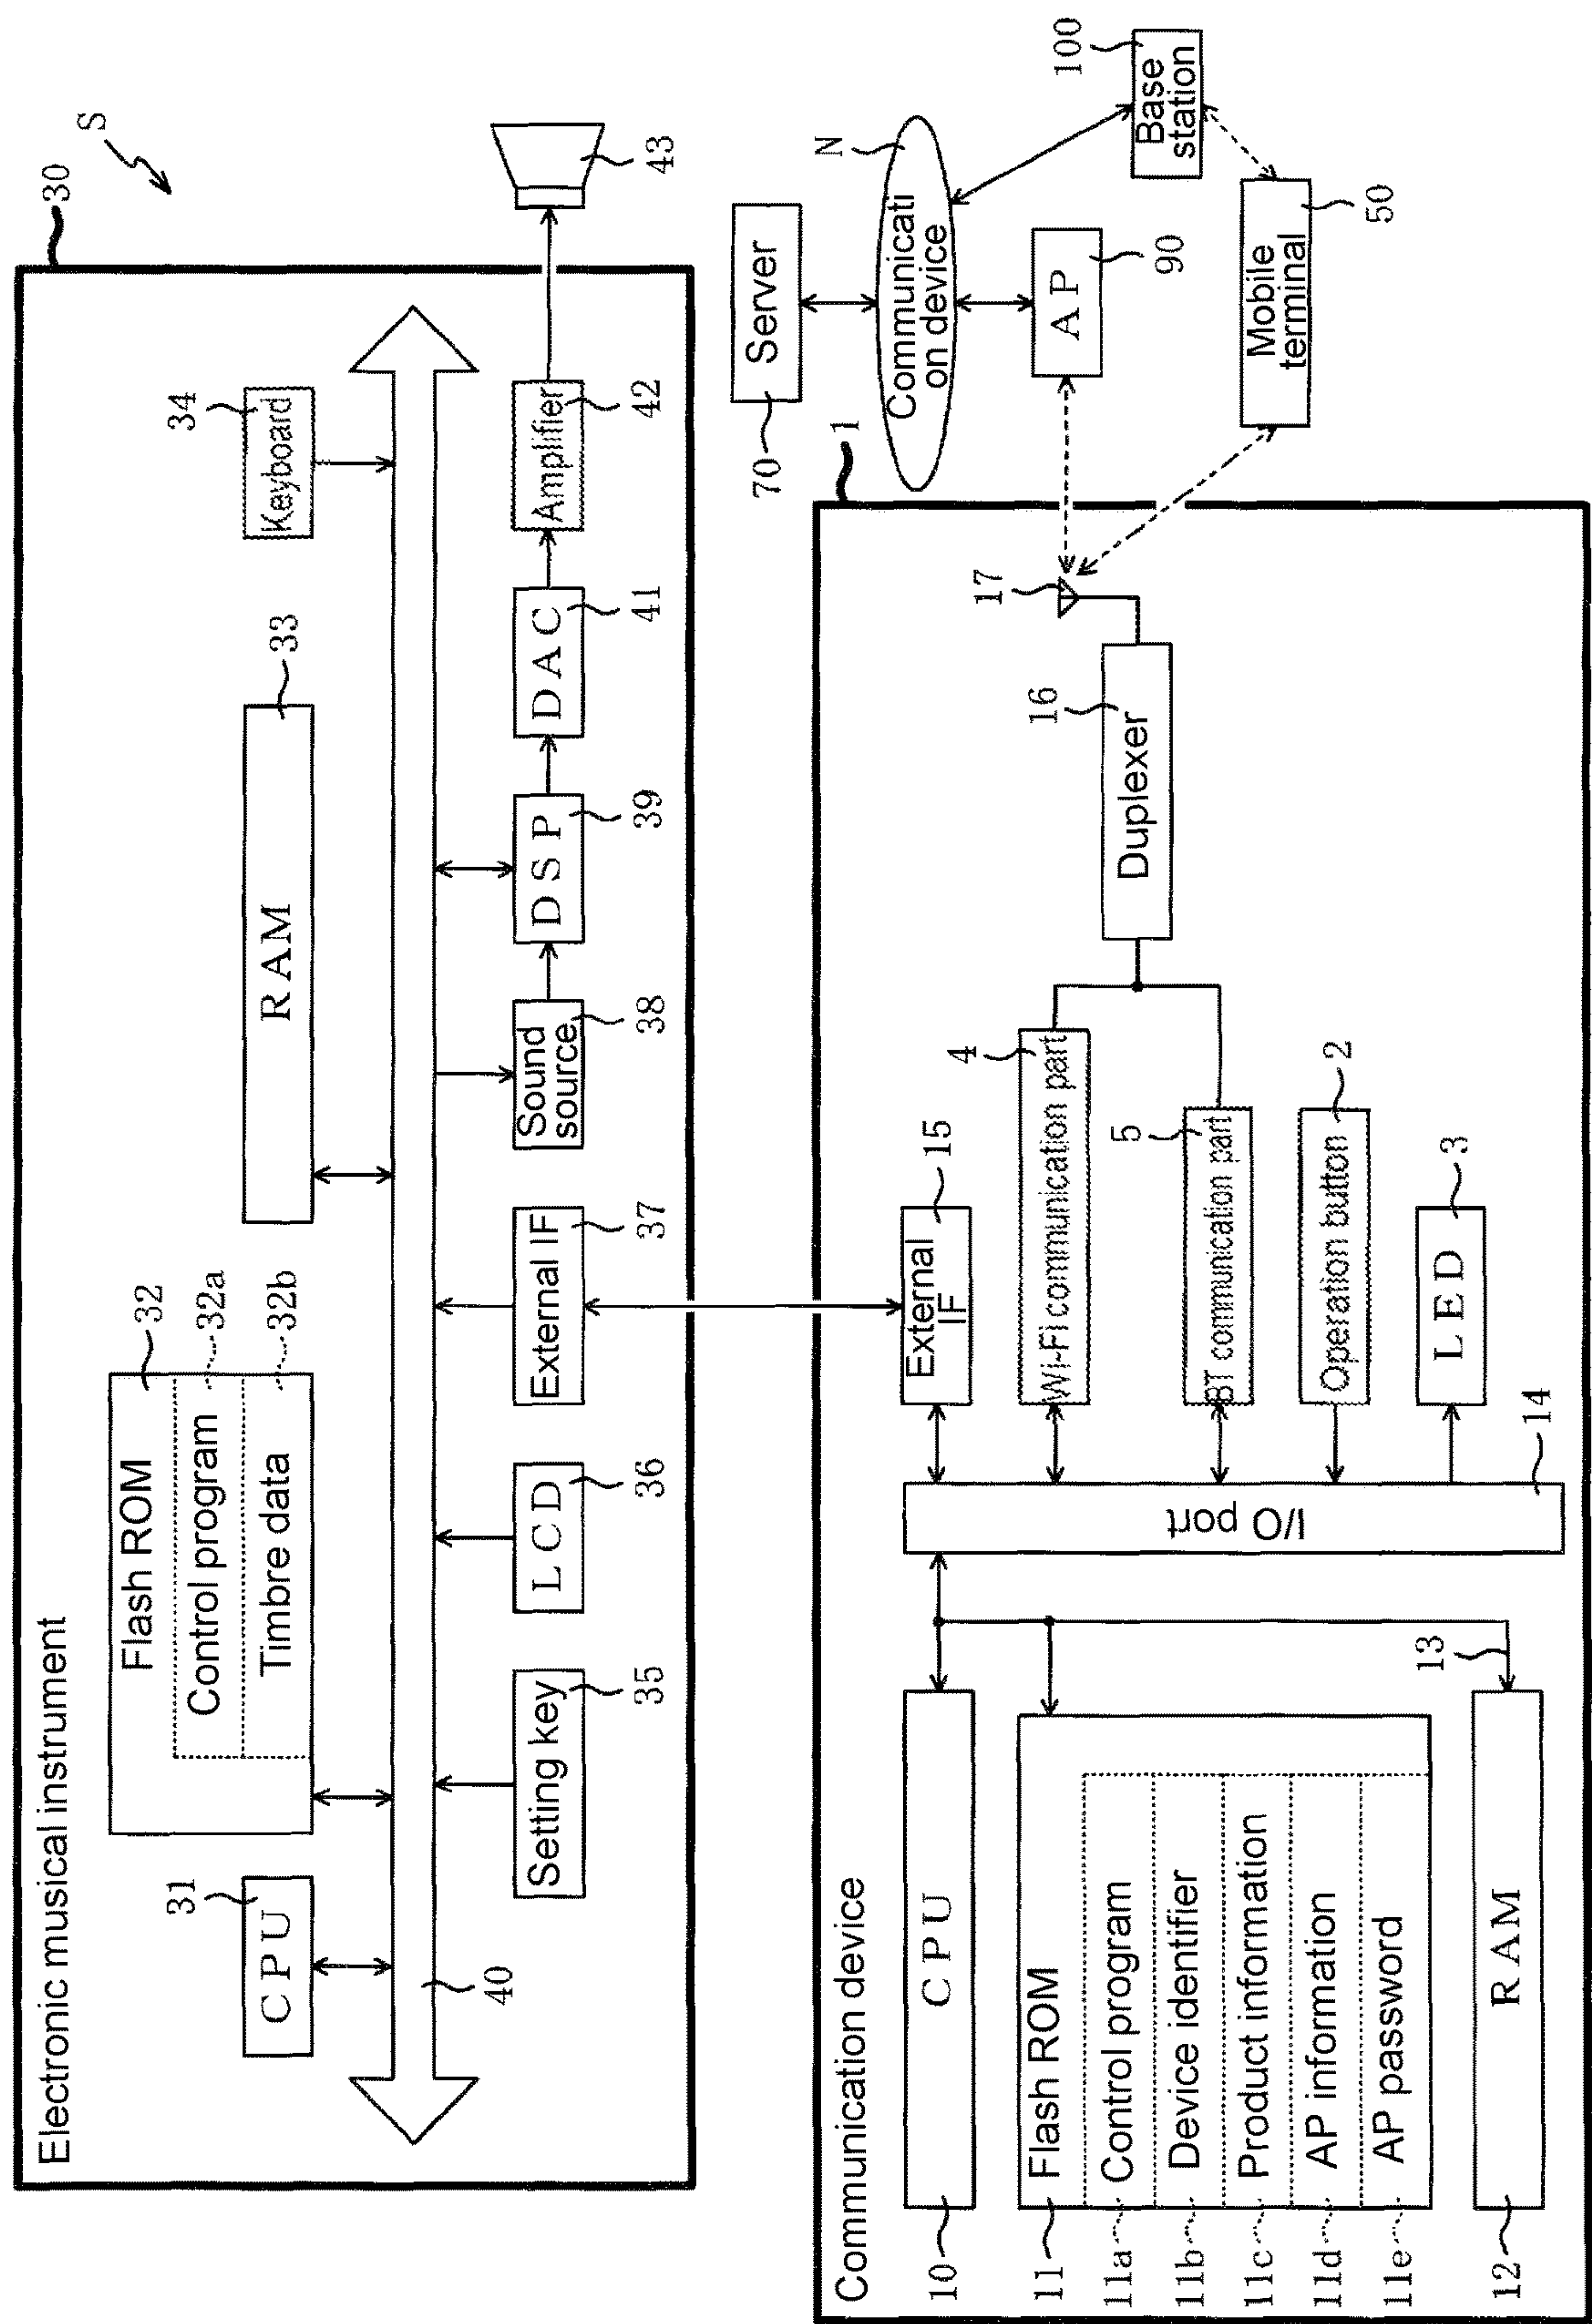 S
30
Electronic musical instrument
31
CPU
Flash ROM
32
Control program
32a
Timbre data
32b
RAM
33
34
Keyboard
40
Setting key
35
LCD
36
External IF
37
Sound
source
38
DSP
39
DAC
41
Amplifier
42
43
1
Communication device
10
CPU
11
Flash ROM
11a
Control program
11b
Device identifier
11c
Product information
11d
AP information
11e
AP password
12
RAM
13
I/O port
14
External
IF
15
4
Wi-Fi communication part
5
BT communication part
Operation button
2
LED
3
16
Duplexer
17
70
Server
N
Communicati
on device
AP
90
100
Base
station
Mobile
terminal
50